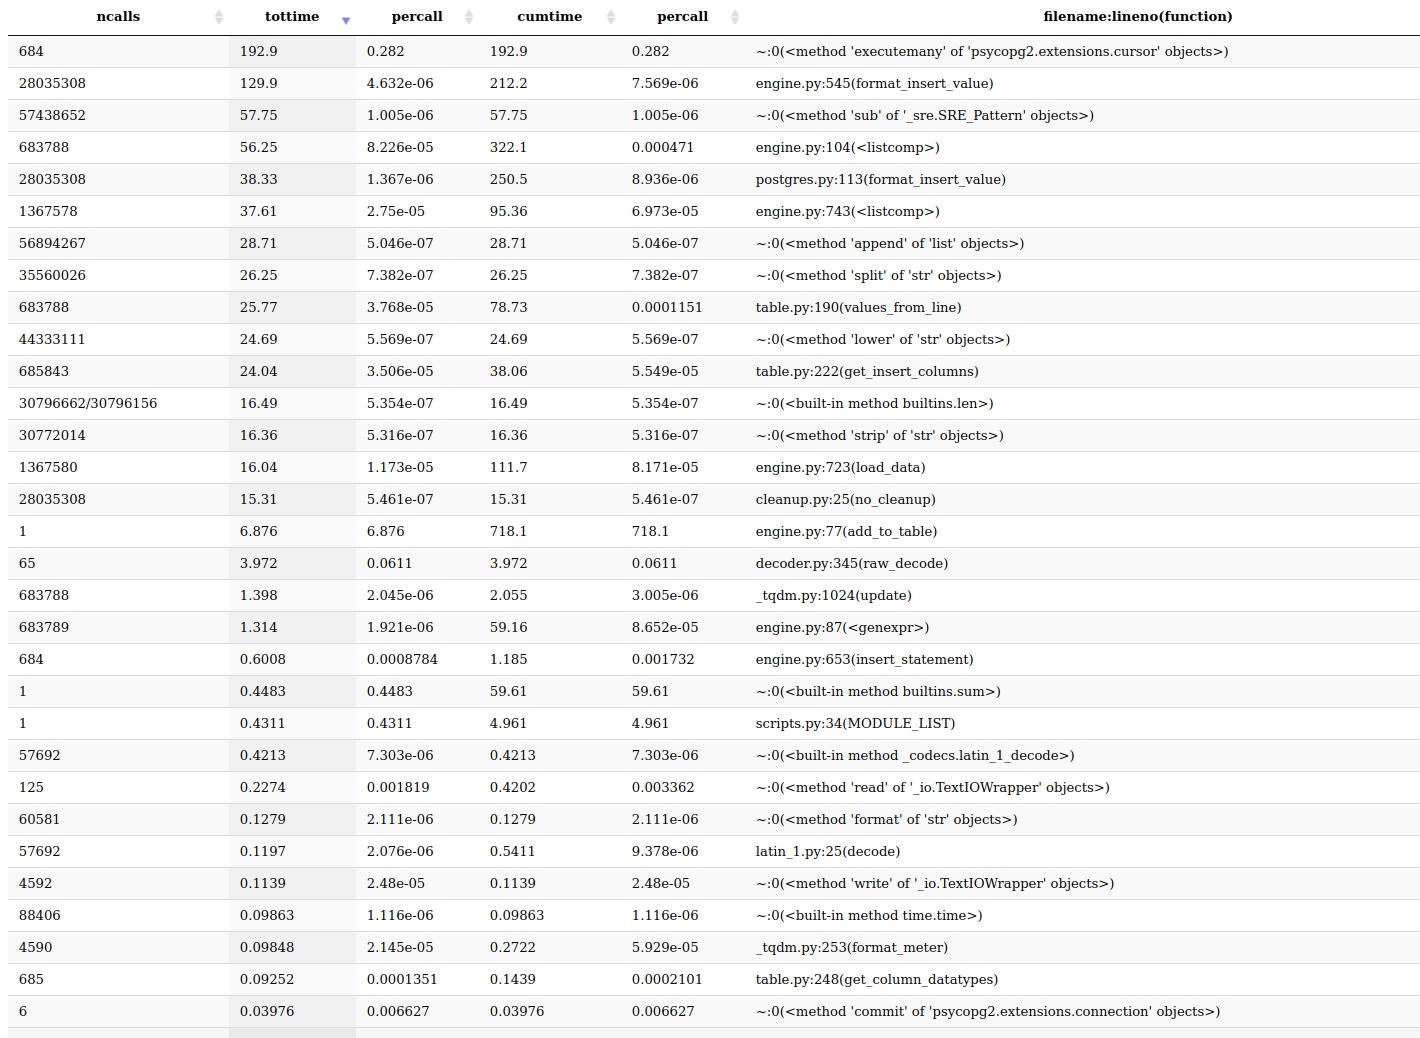 ncalls tottime percall cumtime percall filename:lineno(function)
684 192.9 0.282 192.9 0.282 ~:0(<method 'executemany' of 'psycopg2.extensions.cursor' objects>)
28035308 129.9 4.632e-06 212.2 7.569e-06 engine.py:545(format_insert_value)
57438652 57.75 1.005e-06 57.75 1.005e-06 ~:0(<method 'sub' of '_sre.SRE_Pattern' objects>)
683788 56.25 8.226e-05 322.1 0.000471 engine.py:104(<listcomp>)
28035308 38.33 1.367e-06 250.5 8.936e-06 postgres.py:113(format_insert_value)
1367578 37.61 2.75e-05 95.36 6.973e-05 engine.py:743(<listcomp>)
56894267 28.71 5.046e-07 28.71 5.046e-07 ~:0(<method 'append' of 'list' objects>)
35560026 26.25 7.382e-07 26.25 7.382e-07 ~:0(<method 'split' of 'str' objects>)
683788 25.77 3.768e-05 78.73 0.0001151 table.py:190(values_from_line)
44333111 24.69 5.569e-07 24.69 5.569e-07 ~:0(<method 'lower' of 'str' objects>)
685843 24.04 3.506e-05 38.06 5.549e-05 table.py:222(get_insert_columns)
30796662/30796156 16.49 5.354e-07 16.49 5.354e-07 ~:0(<built-in method builtins.len>)
30772014 16.36 5.316e-07 16.36 5.316e-07 ~:0(<method 'strip' of 'str' objects>)
1367580 16.04 1.173e-05 111.7 8.171e-05 engine.py:723(load_data)
28035308 15.31 5.461e-07 15.31 5.461e-07 cleanup.py:25(no_cleanup)
1 6.876 6.876 718.1 718.1 engine.py:77(add_to_table)
65 3.972 0.0611 3.972 0.0611 decoder.py:345(raw_decode)
683788 1.398 2.045e-06 2.055 3.005e-06 _tqdm.py:1024(update)
683789 1.314 1.921e-06 59.16 8.652e-05 engine.py:87(<genexpr>)
684 0.6008 0.0008784 1.185 0.001732 engine.py:653(insert_statement)
1 0.4483 0.4483 59.61 59.61 ~:0(<built-in method builtins.sum>)
1 0.4311 0.4311 4.961 4.961 scripts.py:34(MODULE_LIST)
57692 0.4213 7.303e-06 0.4213 7.303e-06 ~:0(<built-in method _codecs.latin_1_decode>)
125 0.2274 0.001819 0.4202 0.003362 ~:0(<method 'read' of '_io.TextIOWrapper' objects>)
60581 0.1279 2.111e-06 0.1279 2.111e-06 ~:0(<method 'format' of 'str' objects>)
57692 0.1197 2.076e-06 0.5411 9.378e-06 latin_1.py:25(decode)
4592 0.1139 2.48e-05 0.1139 2.48e-05 ~:0(<method 'write' of '_io.TextIOWrapper' objects>)
88406 0.09863 1.116e-06 0.09863 1.116e-06 ~:0(<built-in method time.time>)
4590 0.09848 2.145e-05 0.2722 5.929e-05 _tqdm.py:253(format_meter)
685 0.09252 0.0001351 0.1439 0.0002101 table.py:248(get_column_datatypes)
6 0.03976 0.006627 0.03976 0.006627 ~:0(<method 'commit' of 'psycopg2.extensions.connection' objects>)